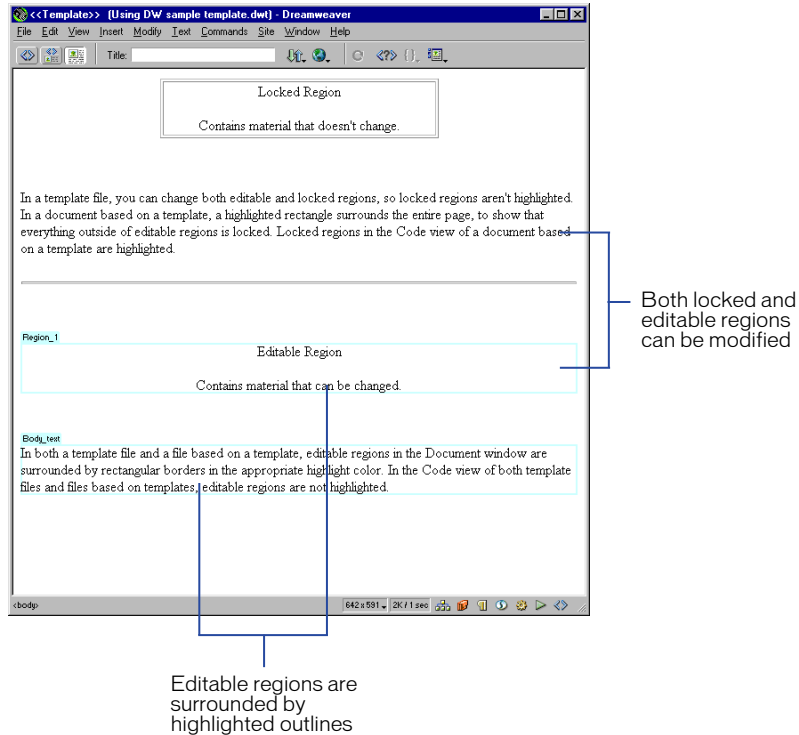 <<Template>> (Using DW sample template.dwt) - Dreamweaver
File Edit View Insert Modify Text Commands Site Window Help
Title:
Locked Region
Contains material that doesn't change.
In a template file, you can change both editable and locked regions, so locked regions aren't highlighted.
In a document based on a template, a highlighted rectangle surrounds the entire page, to show that
everything outside of editable regions is locked. Locked regions in the Code view of a document based
on a template are highlighted.
Both locked and
editable regions
can be modified
Region_1
Editable Region
Contains material that can be changed.
Body_text
In both a template file and a file based on a template, editable regions in the Document window are
surrounded by rectangular borders in the appropriate highlight color. In the Code view of both template
files and files based on templates, editable regions are not highlighted.
<body>
642 x 591 2K / 1 sec
Editable regions are
surrounded by
highlighted outlines